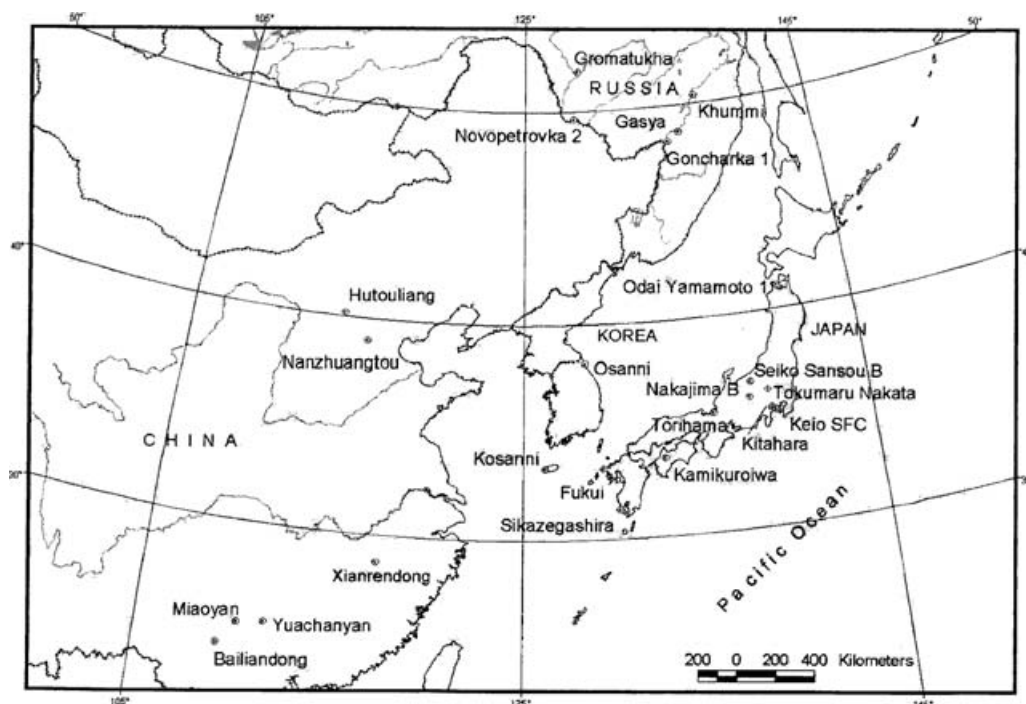 50° 105° 125° 145° 50°
Gromatukha
RUSSIA
Khummi
Gasya
Novopetrovka 2
Goncharka 1
40°
Odai Yamamoto 1
Hutouliang
KOREA
JAPAN
Nanzhuangtou
Osanni
Seiko Sansou B
Nakajima B
Tokumaru Nakata
Keio SFC
Torihama
CHINA
Kitahara
Kosanni
Kamikuroiwa
Fukui
Sikazegashira
Pacific Ocean
Xianrendong
Miaoyan
Yuachanyan
Bailiandong
200 0 200 400 Kilometers
105° 125° 145°